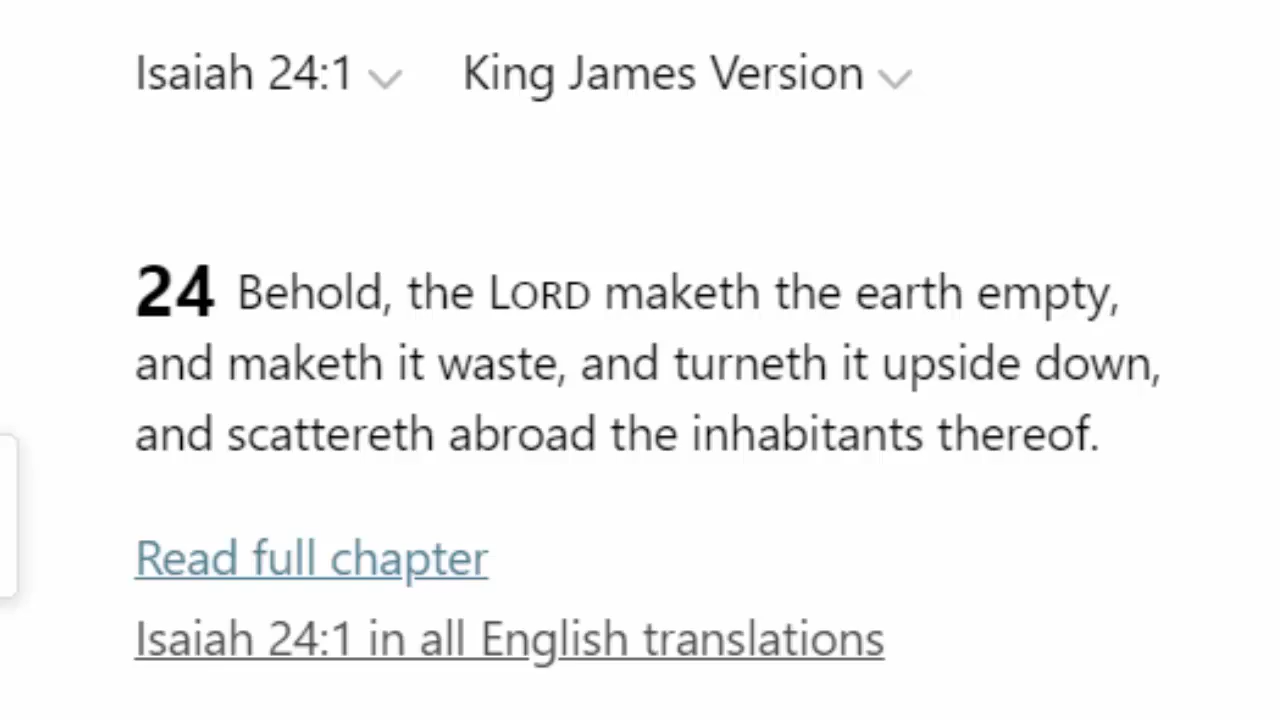 Isaiah 24:1 King James Version
24 Behold, the LORD maketh the earth empty,
and maketh it waste, and turneth it upside down,
and scattereth abroad the inhabitants thereof.
Read full chapter
Isaiah 24:1 in all English translations